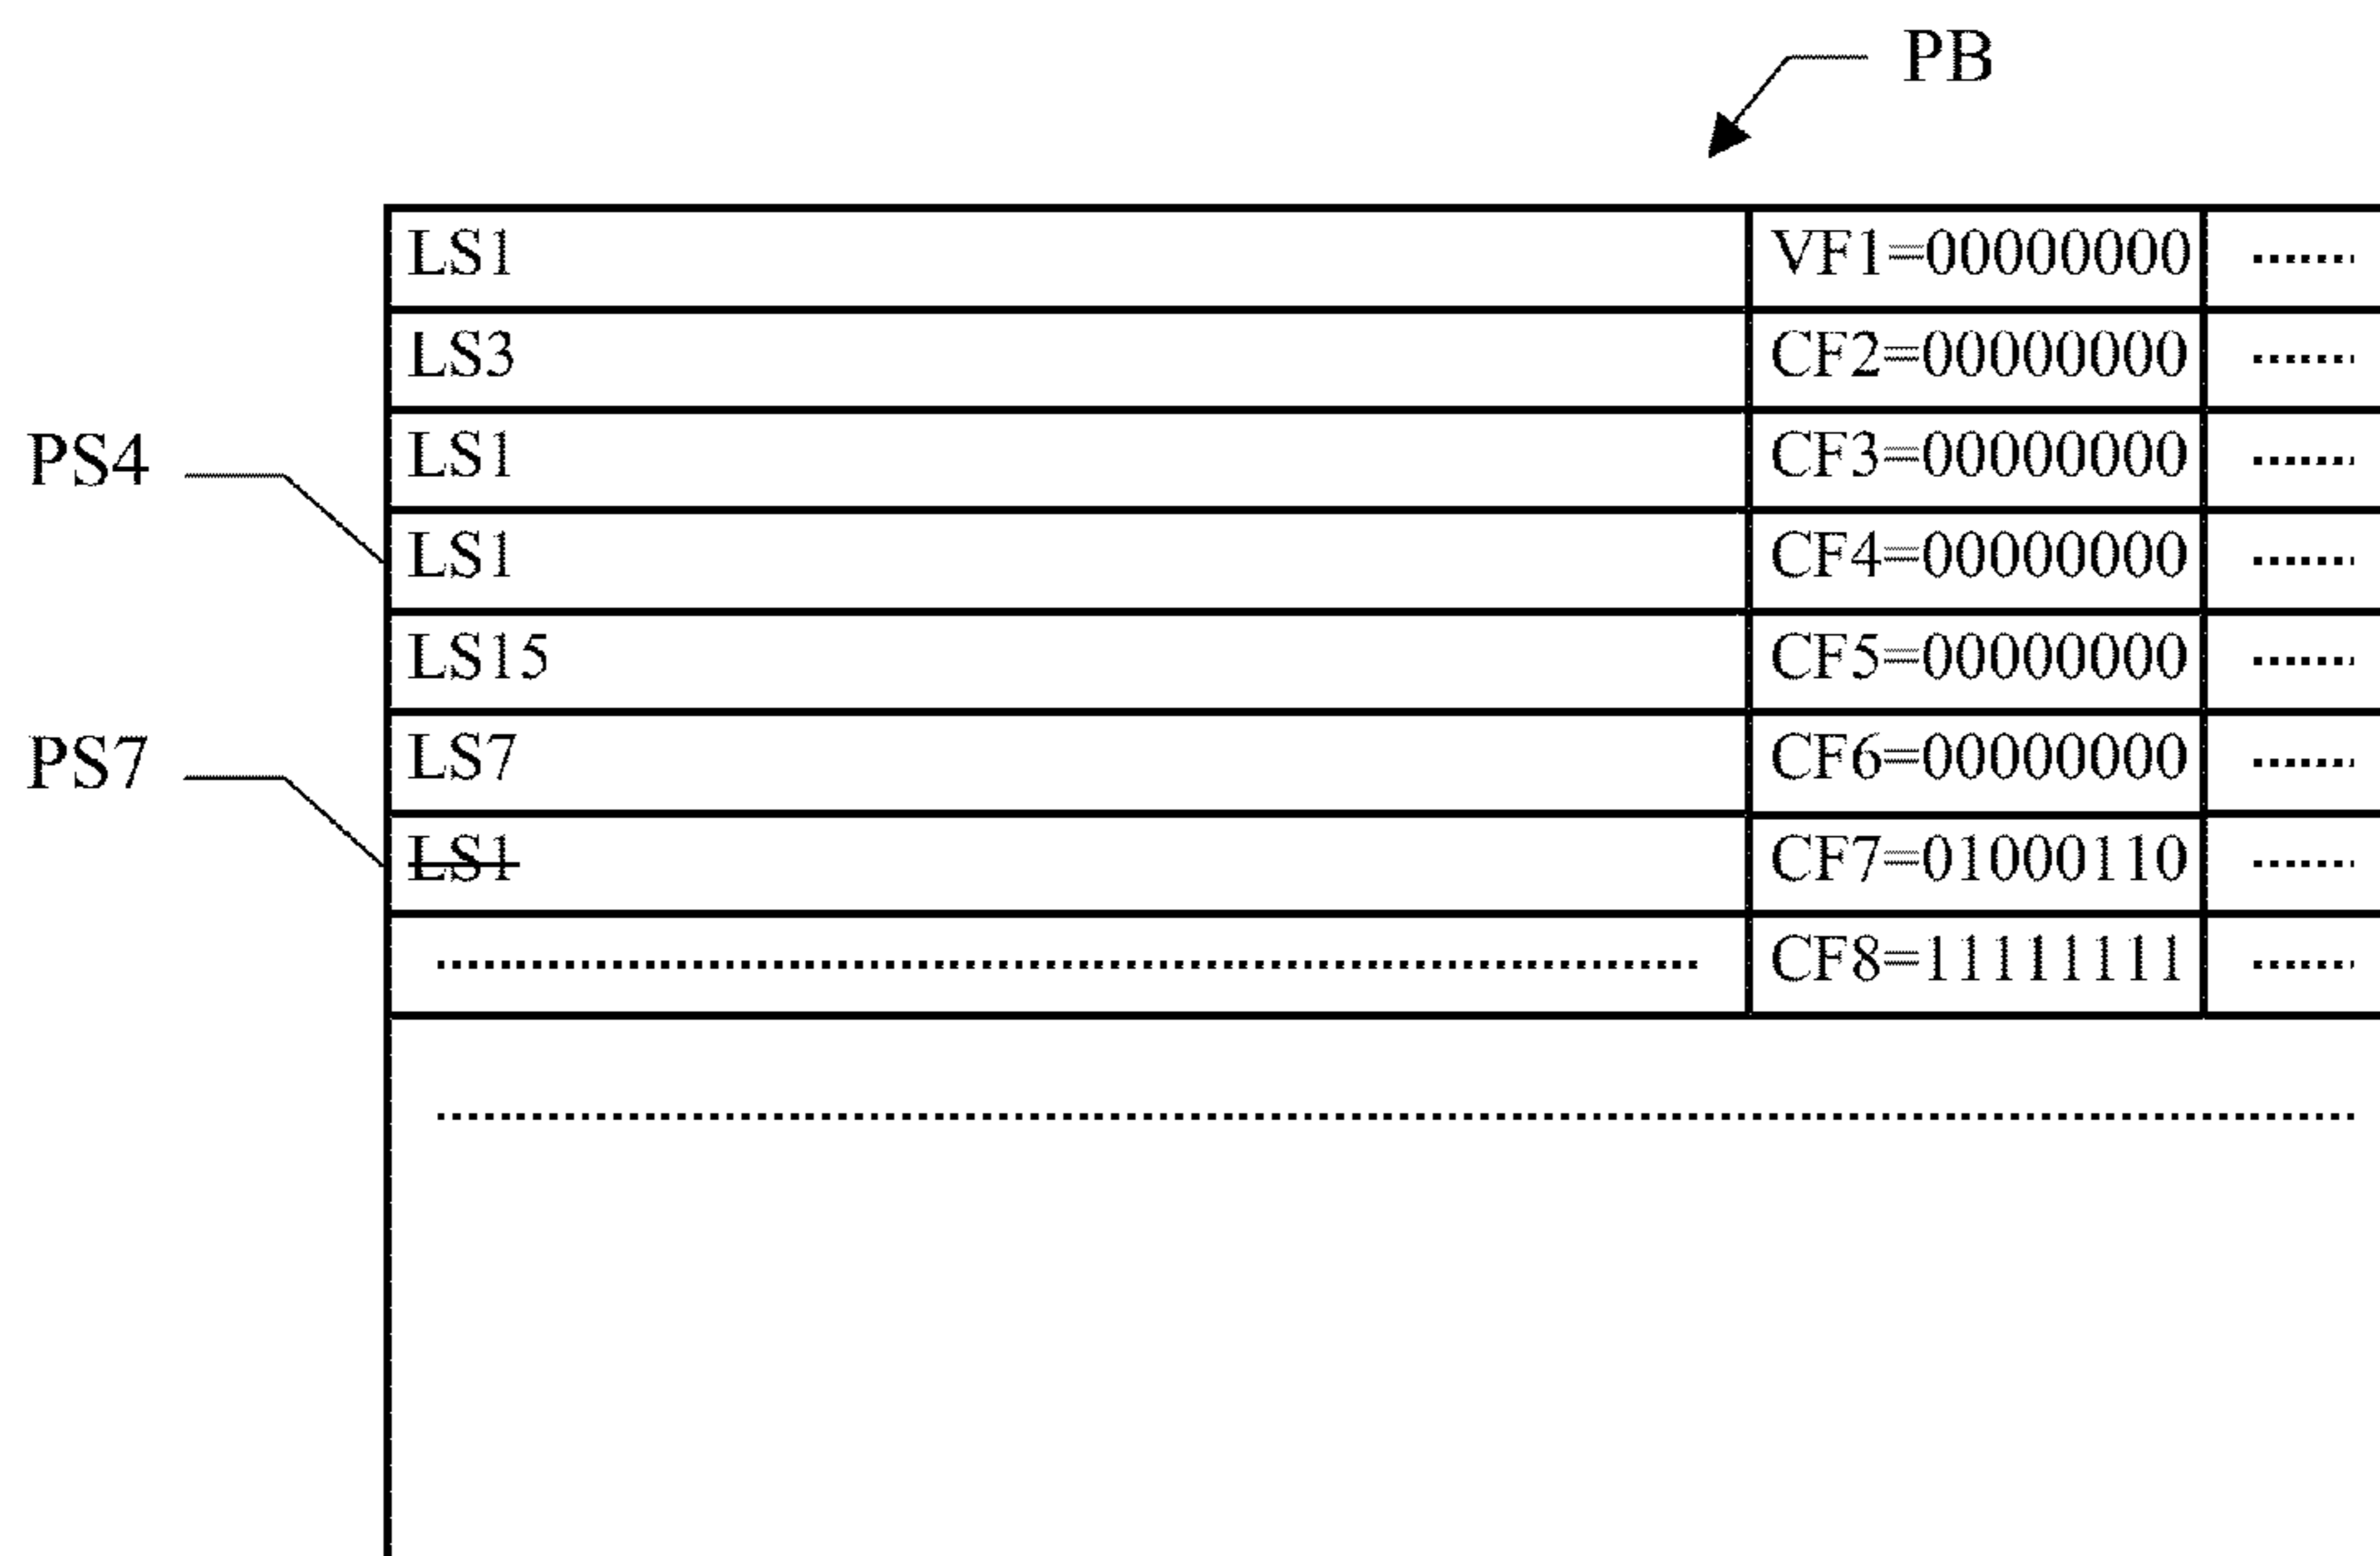 PB
LS1 VF1=00000000 .......
LS3 CF2=00000000 .......
PS4 LS1 CF3=00000000 .......
LS1 CF4=00000000 .......
LS15 CF5=00000000 .......
PS7 LS7 CF6=00000000 .......
LS1 CF7=01000110 .......
CF8=11111111 .......